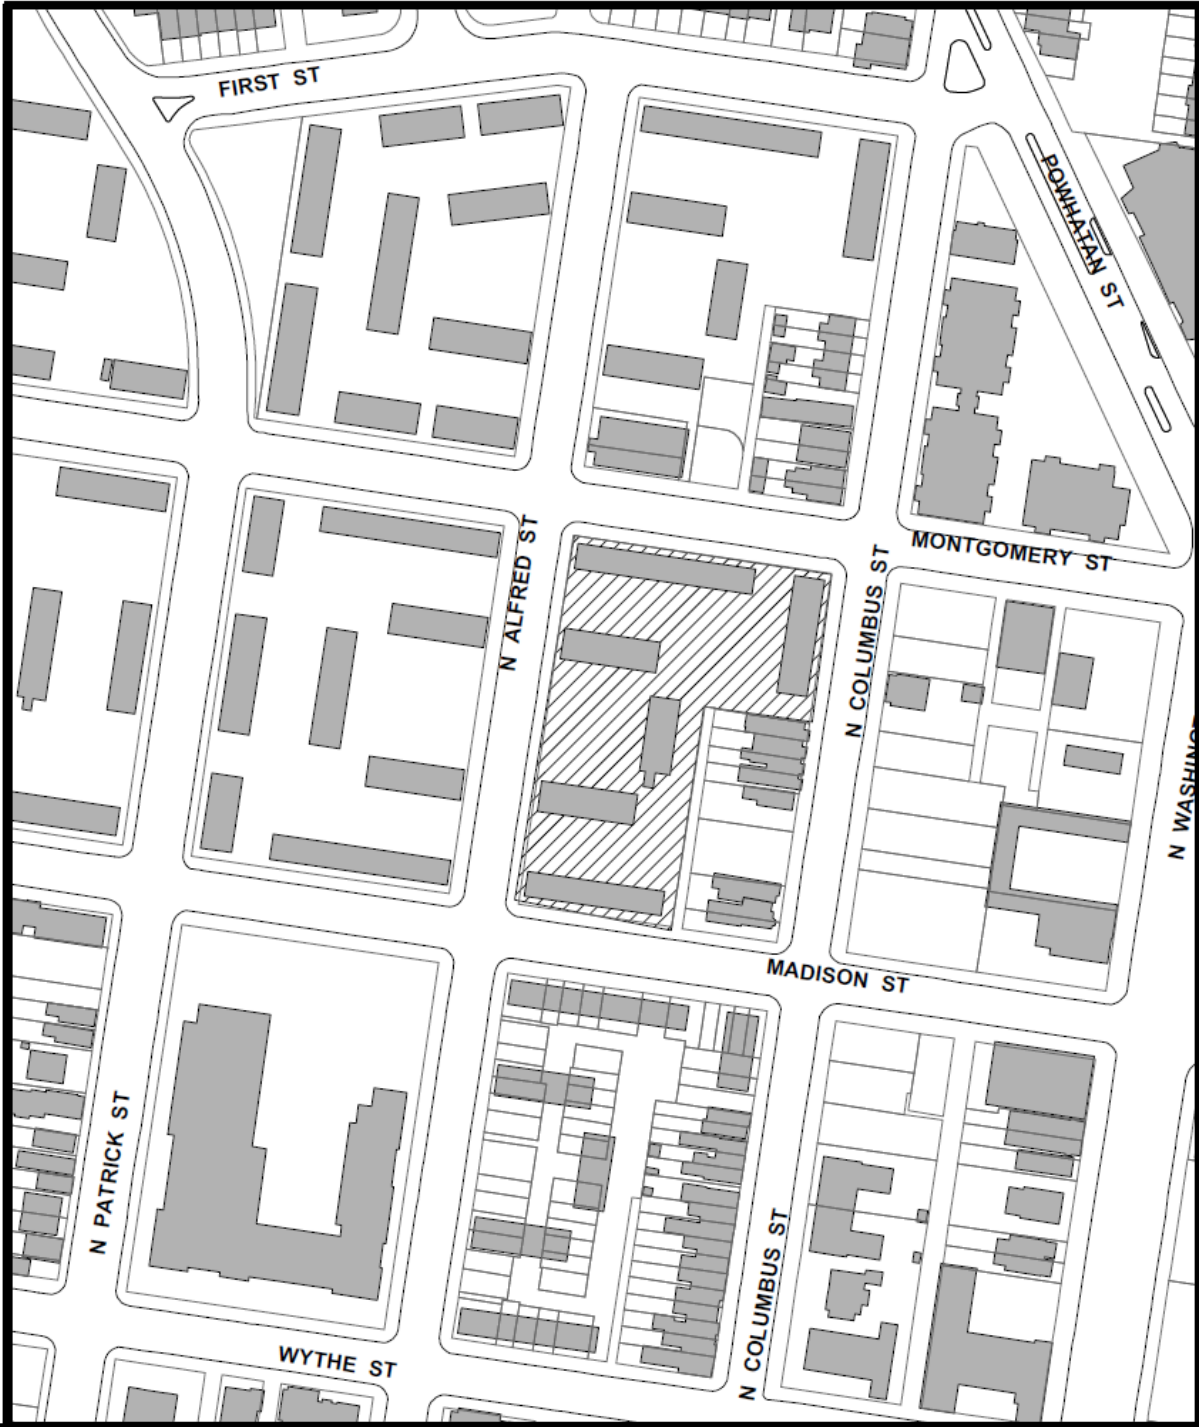 FIRST ST
POWHATAN ST
N ALFRED ST
MONTGOMERY ST
N COLUMBUS ST
N WASHING
MADISON ST
N PATRICK ST
N COLUMBUS ST
WYTHE ST